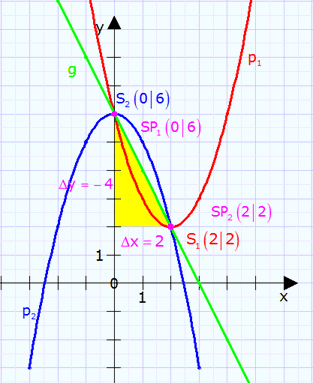 y
p₁
g
S₂(0|6)
SP₁(0|6)
Δy = −4
SP₂(2|2)
Δx = 2
S₁(2|2)
1
1
x
p₂